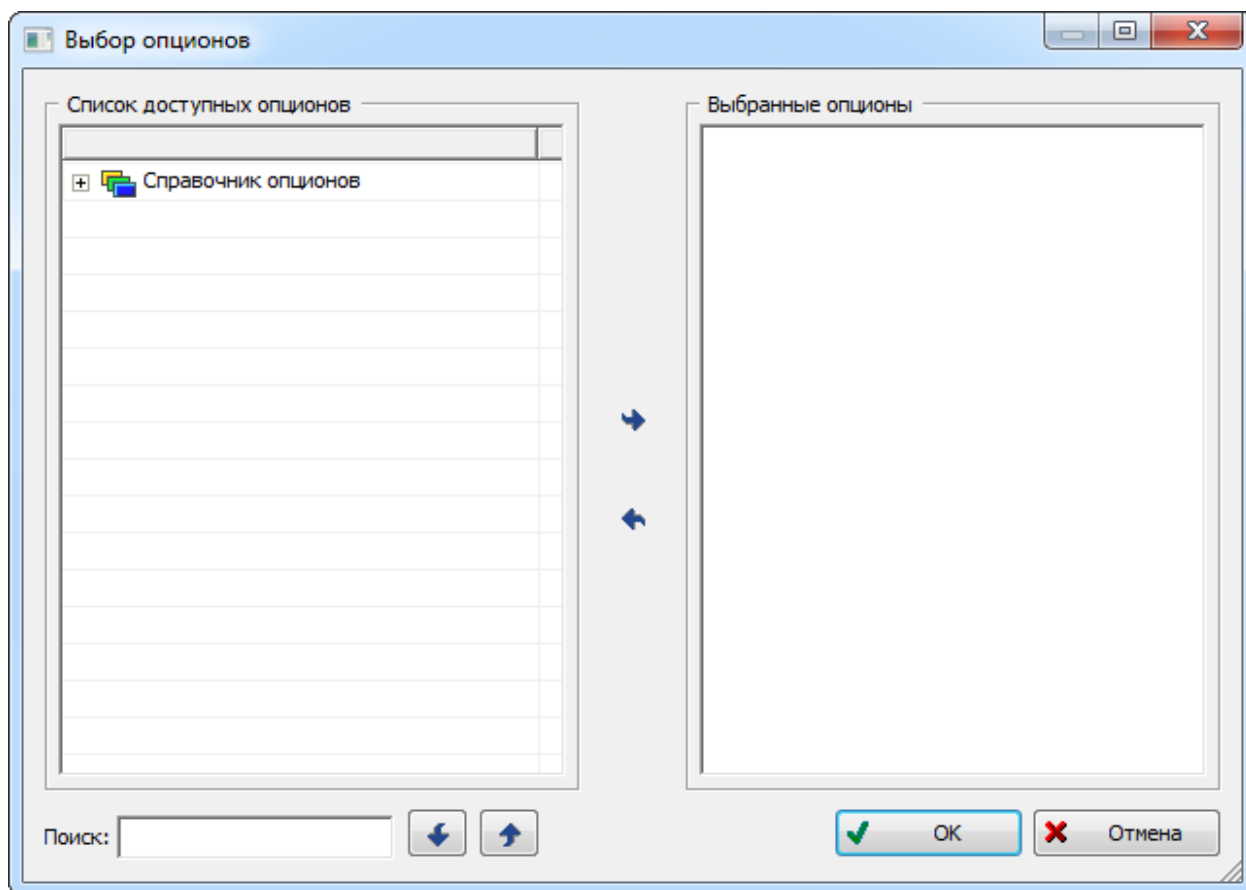 Выбор опционов
Список доступных опционов
Выбранные опционы
Справочник опционов
Поиск:
OK
Отмена